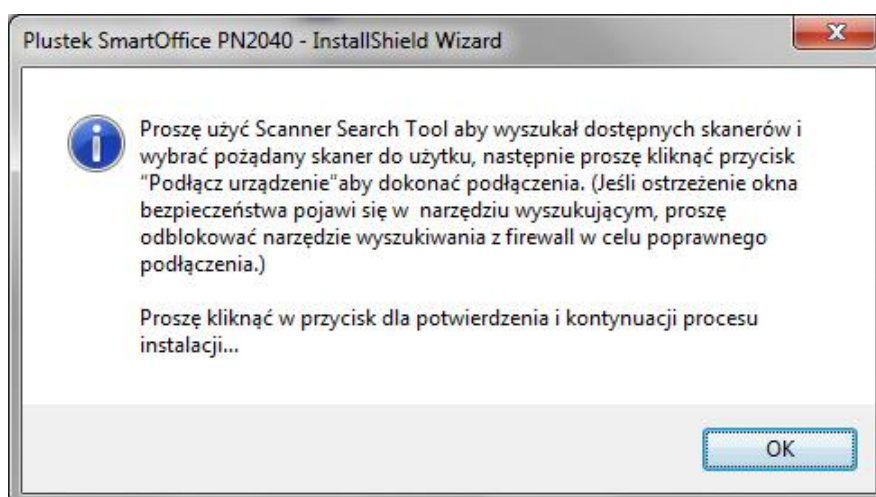 Plustek SmartOffice PN2040 - InstallShield Wizard
Proszę użyć Scanner Search Tool aby wyszukał dostępnych skanerów i
wybrać pożądany skaner do użytku, następnie proszę kliknąć przycisk
“Podłącz urządzenie“aby dokonać podłączenia. (Jeśli ostrzeżenie okna
bezpieczeństwa pojawi się w  narzędziu wyszukującym, proszę
odblokować narzędzie wyszukiwania z firewall w celu poprawnego
podłączenia.)
Proszę kliknąć w przycisk dla potwierdzenia i kontynuacji procesu
instalacji...
OK